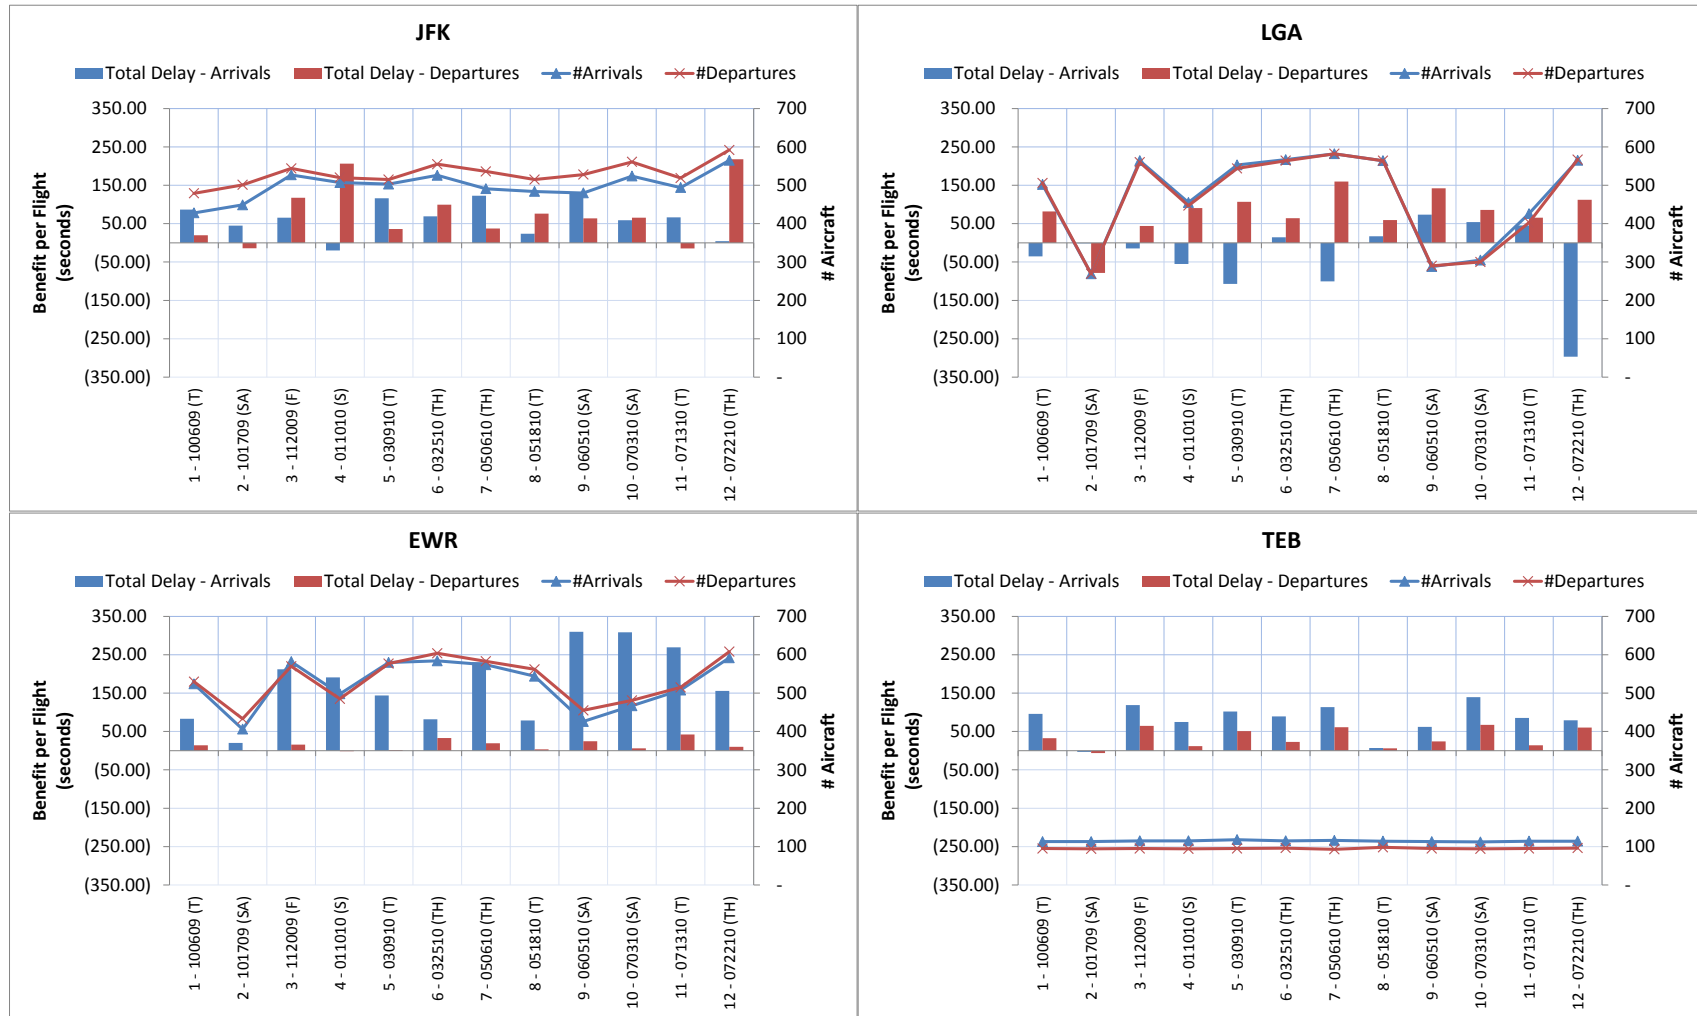 JFK
Total Delay - Arrivals Total Delay - Departures #Arrivals #Departures
350.00 700
250.00 600
150.00 500
50.00 400
(50.00) 300
(150.00) 200
(250.00) 100
(350.00) -
Benefit per Flight
(seconds)
# Aircraft
1 - 100609 (T)
2 - 101709 (SA)
3 - 112009 (F)
4 - 011010 (S)
5 - 030910 (T)
6 - 032510 (TH)
7 - 050610 (TH)
8 - 051810 (T)
9 - 060510 (SA)
10 - 070310 (SA)
11 - 071310 (T)
12 - 072210 (TH)
LGA
Total Delay - Arrivals Total Delay - Departures #Arrivals #Departures
350.00 700
250.00 600
150.00 500
50.00 400
(50.00) 300
(150.00) 200
(250.00) 100
(350.00) -
Benefit per Flight
(seconds)
# Aircraft
1 - 100609 (T)
2 - 101709 (SA)
3 - 112009 (F)
4 - 011010 (S)
5 - 030910 (T)
6 - 032510 (TH)
7 - 050610 (TH)
8 - 051810 (T)
9 - 060510 (SA)
10 - 070310 (SA)
11 - 071310 (T)
12 - 072210 (TH)
EWR
Total Delay - Arrivals Total Delay - Departures #Arrivals #Departures
350.00 700
250.00 600
150.00 500
50.00 400
(50.00) 300
(150.00) 200
(250.00) 100
(350.00) -
Benefit per Flight
(seconds)
# Aircraft
1 - 100609 (T)
2 - 101709 (SA)
3 - 112009 (F)
4 - 011010 (S)
5 - 030910 (T)
6 - 032510 (TH)
7 - 050610 (TH)
8 - 051810 (T)
9 - 060510 (SA)
10 - 070310 (SA)
11 - 071310 (T)
12 - 072210 (TH)
TEB
Total Delay - Arrivals Total Delay - Departures #Arrivals #Departures
350.00 700
250.00 600
150.00 500
50.00 400
(50.00) 300
(150.00) 200
(250.00) 100
(350.00) -
Benefit per Flight
(seconds)
# Aircraft
1 - 100609 (T)
2 - 101709 (SA)
3 - 112009 (F)
4 - 011010 (S)
5 - 030910 (T)
6 - 032510 (TH)
7 - 050610 (TH)
8 - 051810 (T)
9 - 060510 (SA)
10 - 070310 (SA)
11 - 071310 (T)
12 - 072210 (TH)